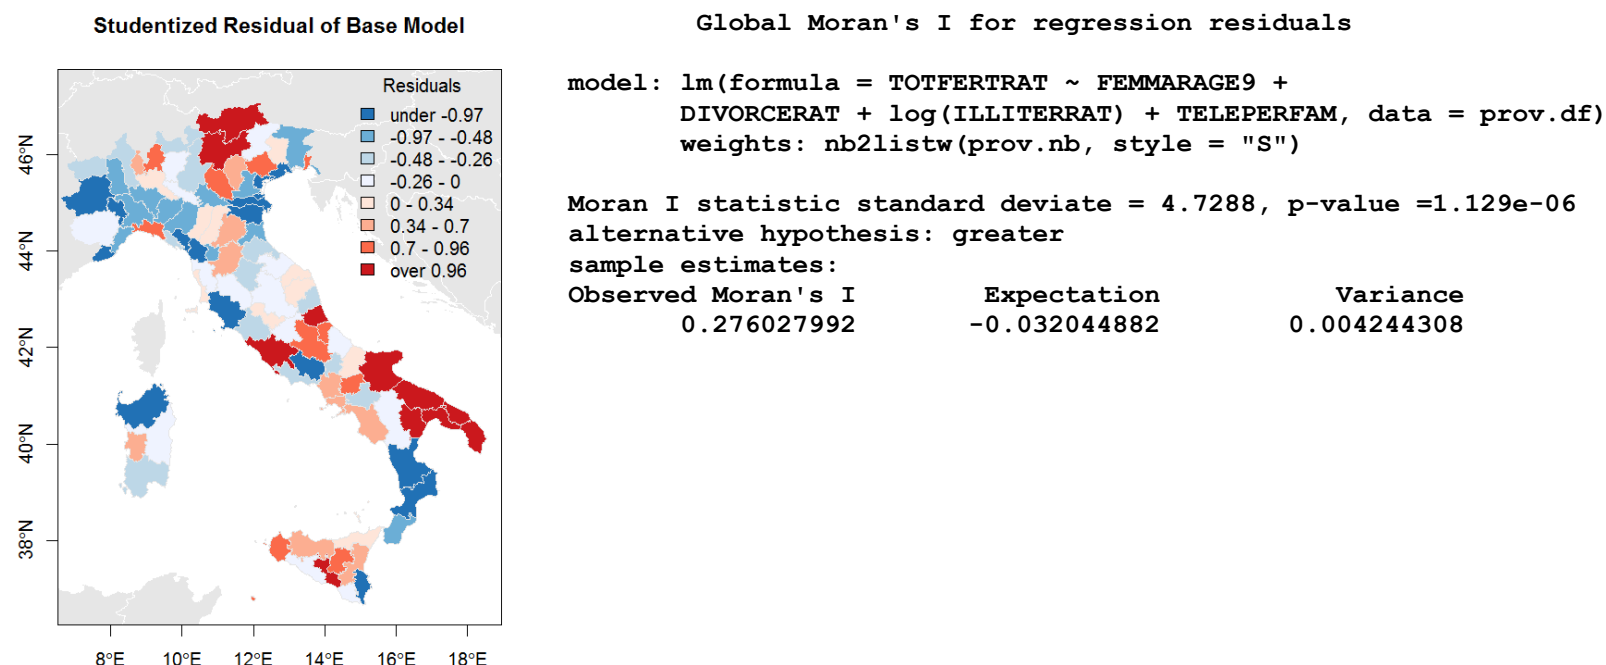 Studentized Residual of Base Model
Residuals
under -0.97
-0.97 - -0.48
-0.48 - -0.26
-0.26 - 0
0 - 0.34
0.34 - 0.7
0.7 - 0.96
over 0.96
46°N
44°N
42°N
40°N
38°N
8°E 10°E 12°E 14°E 16°E 18°E
Global Moran's I for regression residuals
model: lm(formula = TOTFERTRAT ~ FEMMARAGE9 +
DIVORCERAT + log(ILLITERRAT) + TELEPERFAM, data = prov.df)
weights: nb2listw(prov.nb, style = "S")
Moran I statistic standard deviate = 4.7288, p-value =1.129e-06
alternative hypothesis: greater
sample estimates:
Observed Moran's I Expectation Variance
0.276027992 -0.032044882 0.004244308